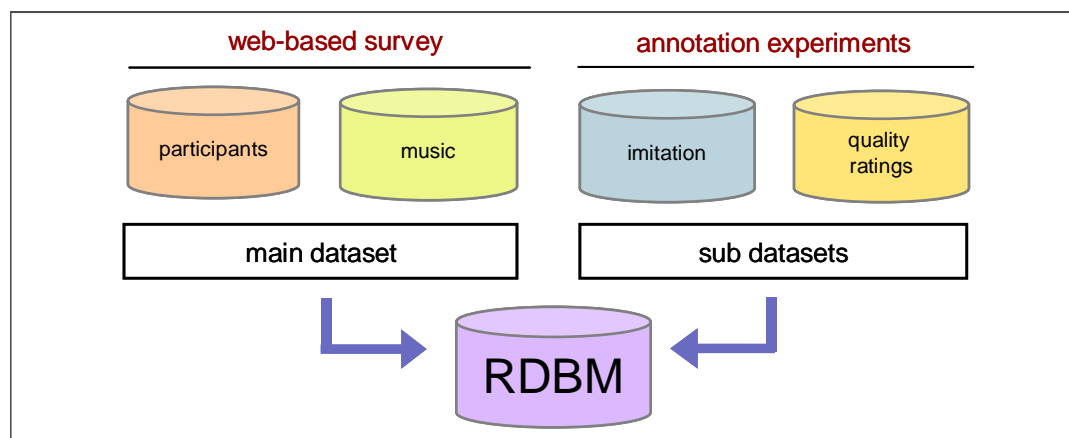 web-based survey
annotation experiments
participants
music
imitation
quality
ratings
main dataset
sub datasets
RDBM